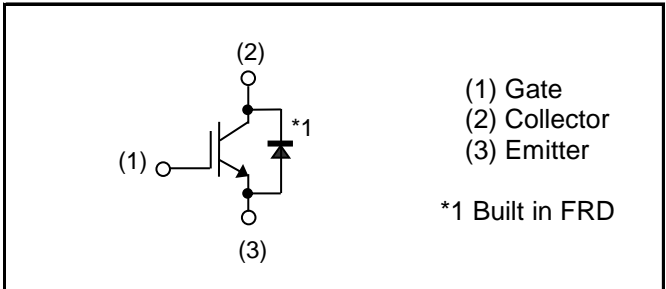 (2)
*1
(1)
(3)
(1) Gate
(2) Collector
(3) Emitter
*1 Built in FRD